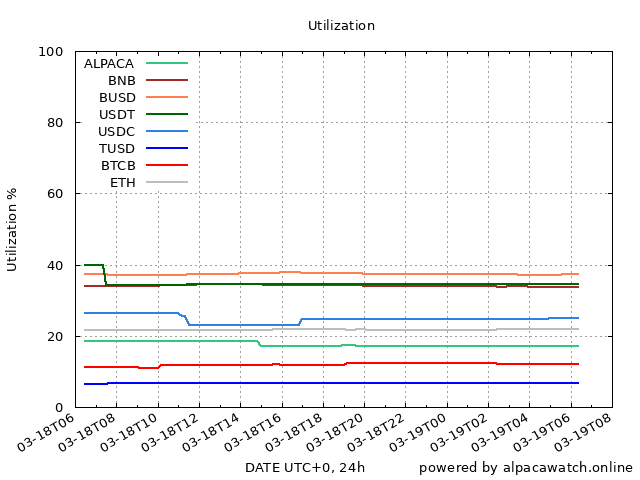 Utilization
100
80
60
40
20
0
Utilization %
ALPACA
BNB
BUSD
USDT
USDC
TUSD
BTCB
ETH
03-18T06
03-18T08
03-18T10
03-18T12
03-18T14
03-18T16
03-18T18
03-18T20
03-18T22
03-19T00
03-19T02
03-19T04
03-19T06
03-19T08
DATE UTC+0, 24h
powered by alpacawatch.online